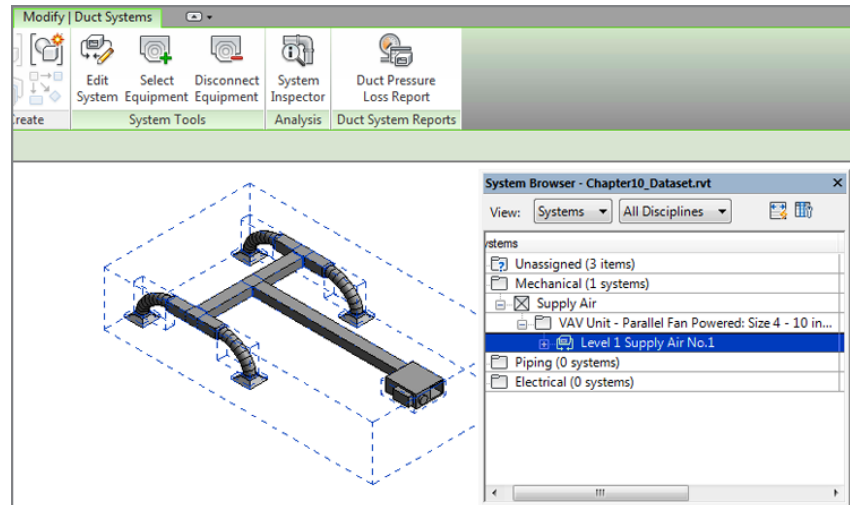 Modify | Duct Systems
Edit System
Select Equipment
Disconnect Equipment
System Inspector
Duct Pressure Loss Report
Create
System Tools
Analysis
Duct System Reports
System Browser - Chapter10_Dataset.rvt
View: Systems All Disciplines
ystems
Unassigned (3 items)
Mechanical (1 systems)
Supply Air
VAV Unit - Parallel Fan Powered: Size 4 - 10 in...
Level 1 Supply Air No.1
Piping (0 systems)
Electrical (0 systems)